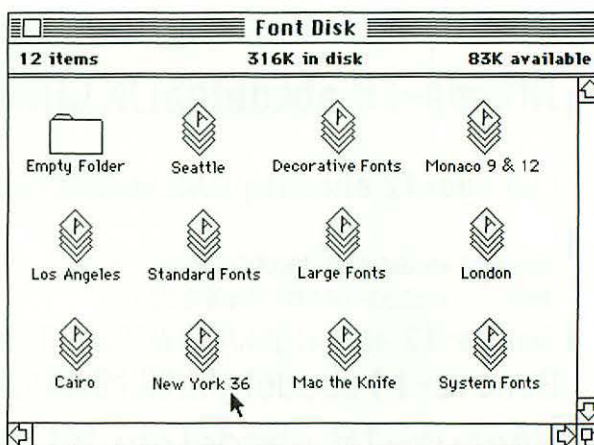 Font Disk
12 items 316K in disk 83K available
Empty Folder Seattle Decorative Fonts Monaco 9 & 12
Los Angeles Standard Fonts Large Fonts London
Cairo New York 36 Mac the Knife System Fonts